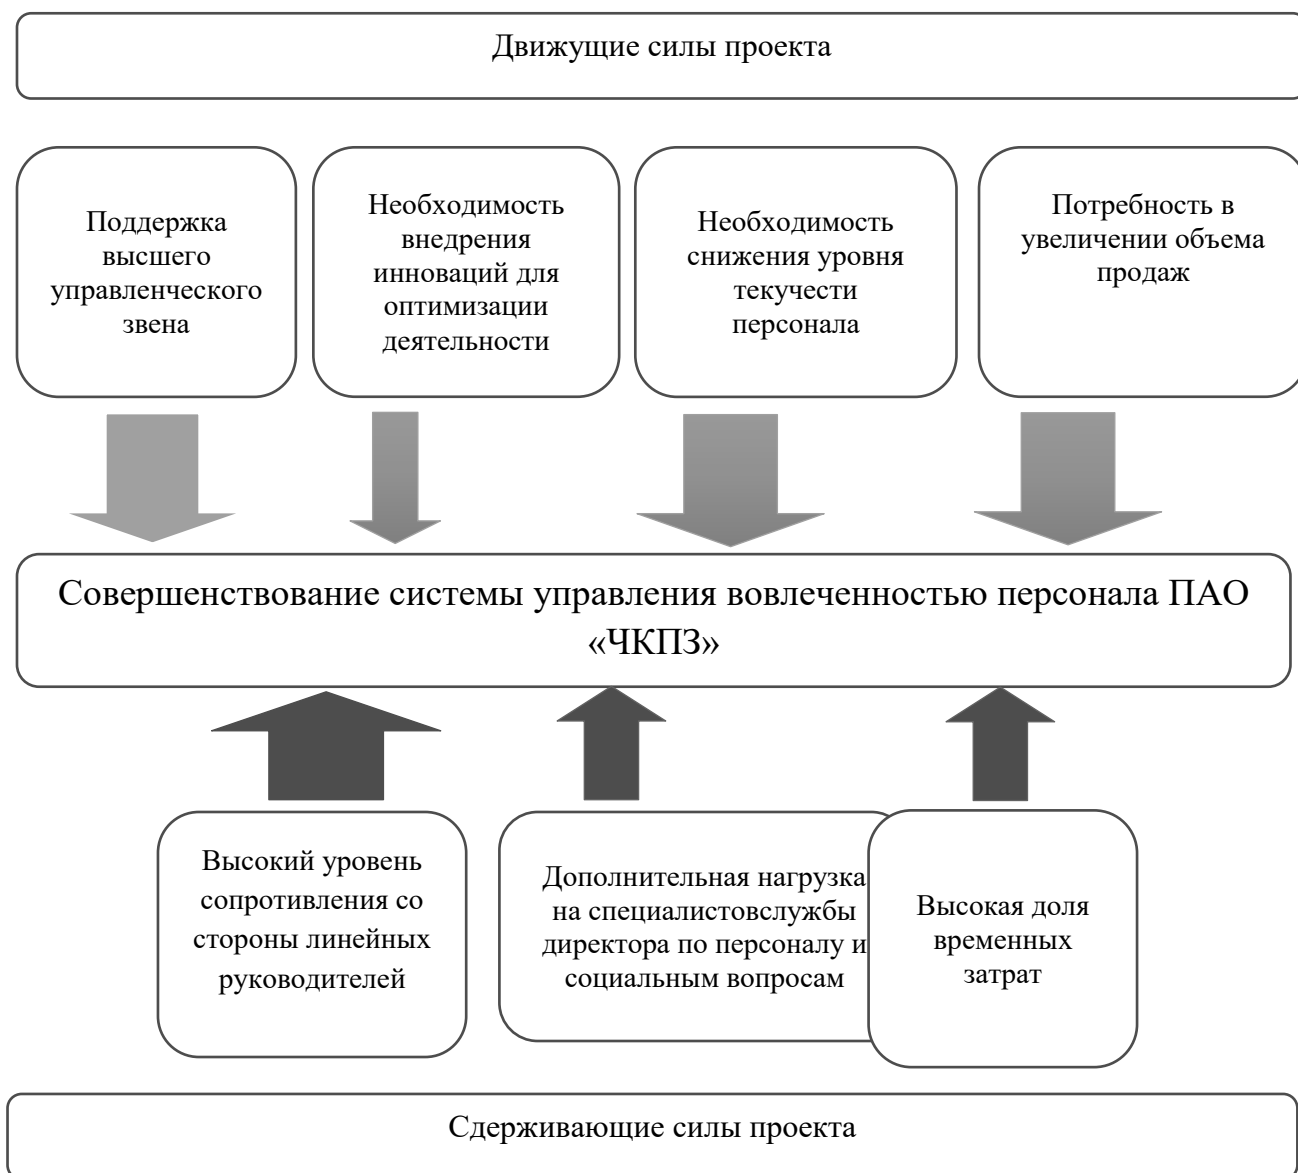 Движущие силы проекта
Поддержка
высшего
управленческого
звена
Необходимость
внедрения
инноваций для
оптимизации
деятельности
Необходимость
снижения уровня
текучести
персонала
Потребность в
увеличении объема
продаж
Совершенствование системы управления вовлеченностью персонала ПАО
«ЧКПЗ»
Высокий уровень
сопротивления со
стороны линейных
руководителей
Дополнительная нагрузка
на специалистовслужбы
директора по персоналу и
социальным вопросам
Высокая доля
временных
затрат
Сдерживающие силы проекта